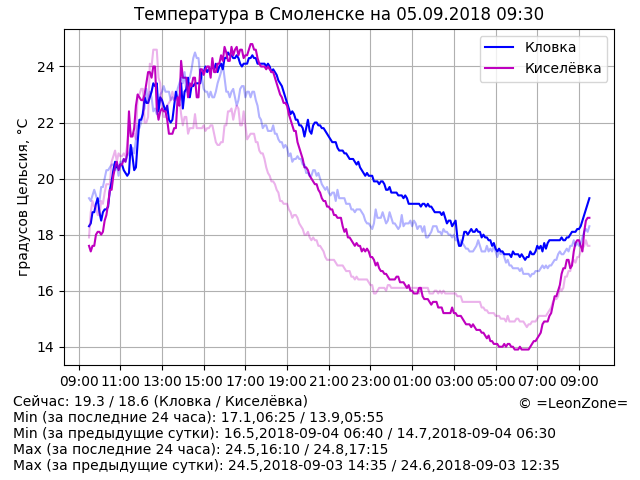 Температура в Смоленске на 05.09.2018 09:30
Кловка
Киселёвка
градусов Цельсия, °C
24
22
20
18
16
14
09:00 11:00 13:00 15:00 17:00 19:00 21:00 23:00 01:00 03:00 05:00 07:00 09:00
Сейчас: 19.3 / 18.6 (Кловка / Киселёвка)
© =LeonZone=
Min (за последние 24 часа): 17.1,06:25 / 13.9,05:55
Min (за предыдущие сутки): 16.5,2018-09-04 06:40 / 14.7,2018-09-04 06:30
Max (за последние 24 часа): 24.5,16:10 / 24.8,17:15
Max (за предыдущие сутки): 24.5,2018-09-03 14:35 / 24.6,2018-09-03 12:35